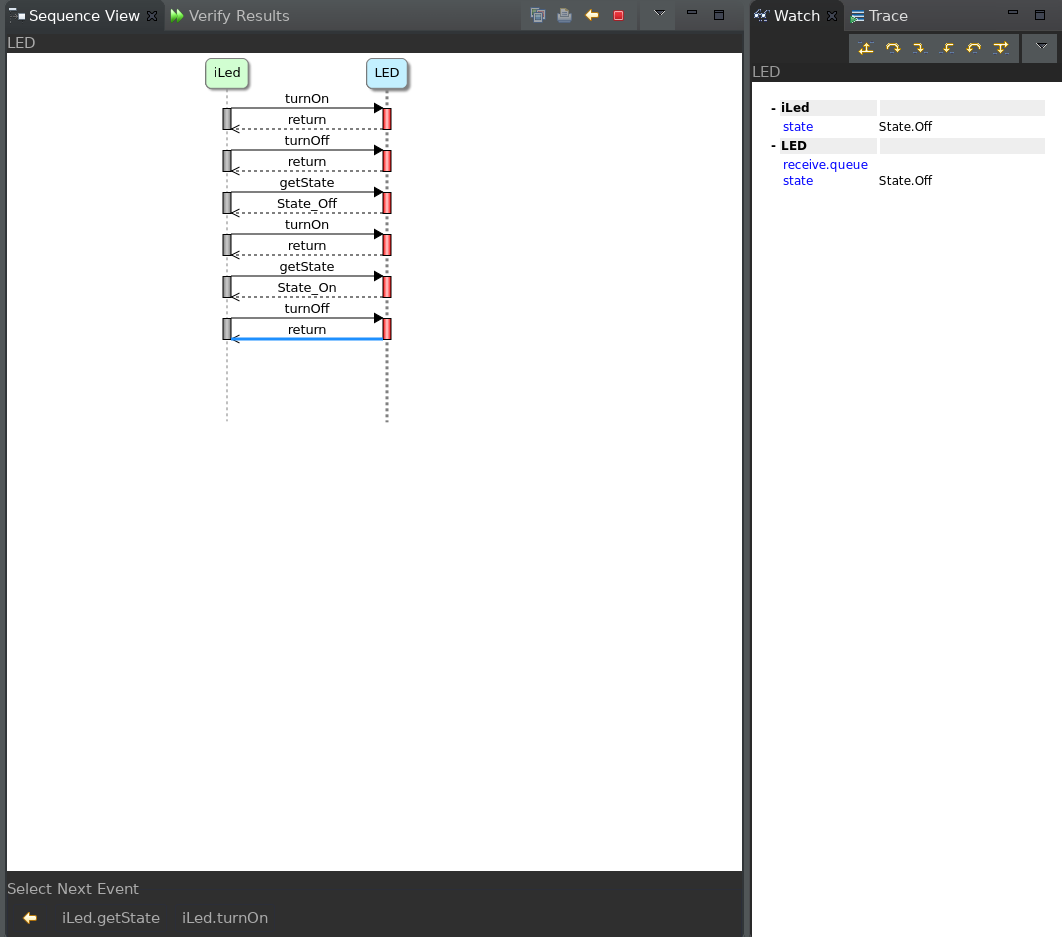 Sequence View
Verify Results
LED
iLed
LED
turnOn
return
turnOff
return
getState
State_Off
turnOn
return
getState
State_On
turnOff
return
Select Next Event
iLed.getState iLed.turnOn
Watch
Trace
LED
- iLed
state State.Off
- LED
receive.queue
state State.Off